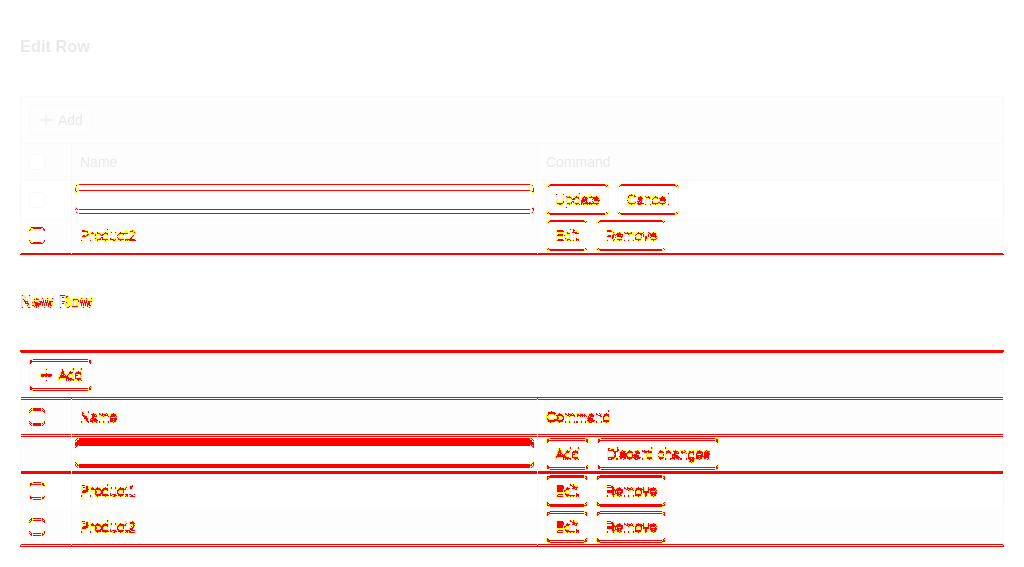 Edit Row
+ Add
Name Command
Update Cancel
Product2 Edit Remove
New Row
+ Add
Name Command
Add Discard changes
Product1 Edit Remove
Product2 Edit Remove